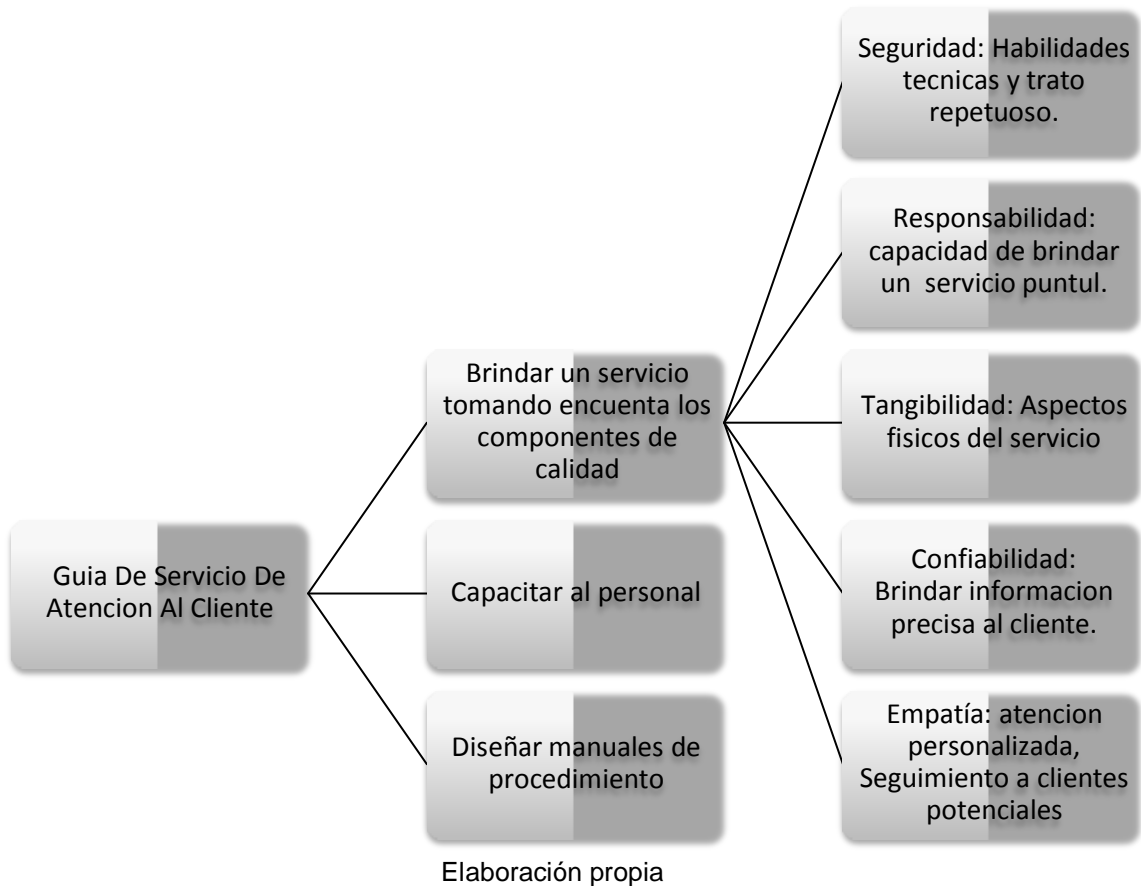 Guia De Servicio De
Atencion Al Cliente
Brindar un servicio
tomando encuenta los
componentes de
calidad
Capacitar al personal
Diseñar manuales de
procedimiento
Seguridad: Habilidades
tecnicas y trato
repetuoso.
Responsabilidad:
capacidad de brindar
un servicio puntul.
Tangibilidad: Aspectos
fisicos del servicio
Confiabilidad:
Brindar informacion
precisa al cliente.
Empatía: atencion
personalizada,
Seguimiento a clientes
potenciales
Elaboración propia